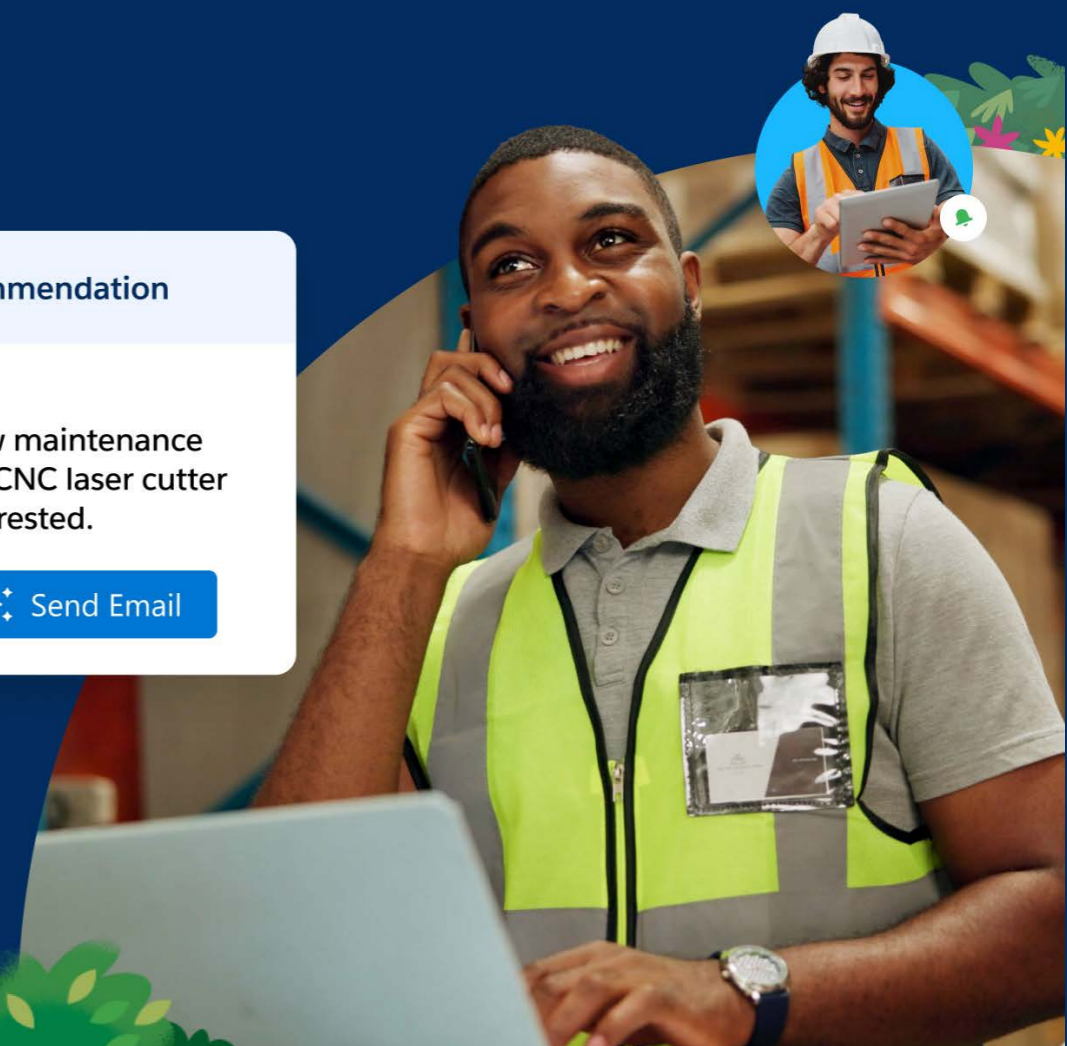 mmendation
maintenance
CNC laser cutter
rested.
Send Email